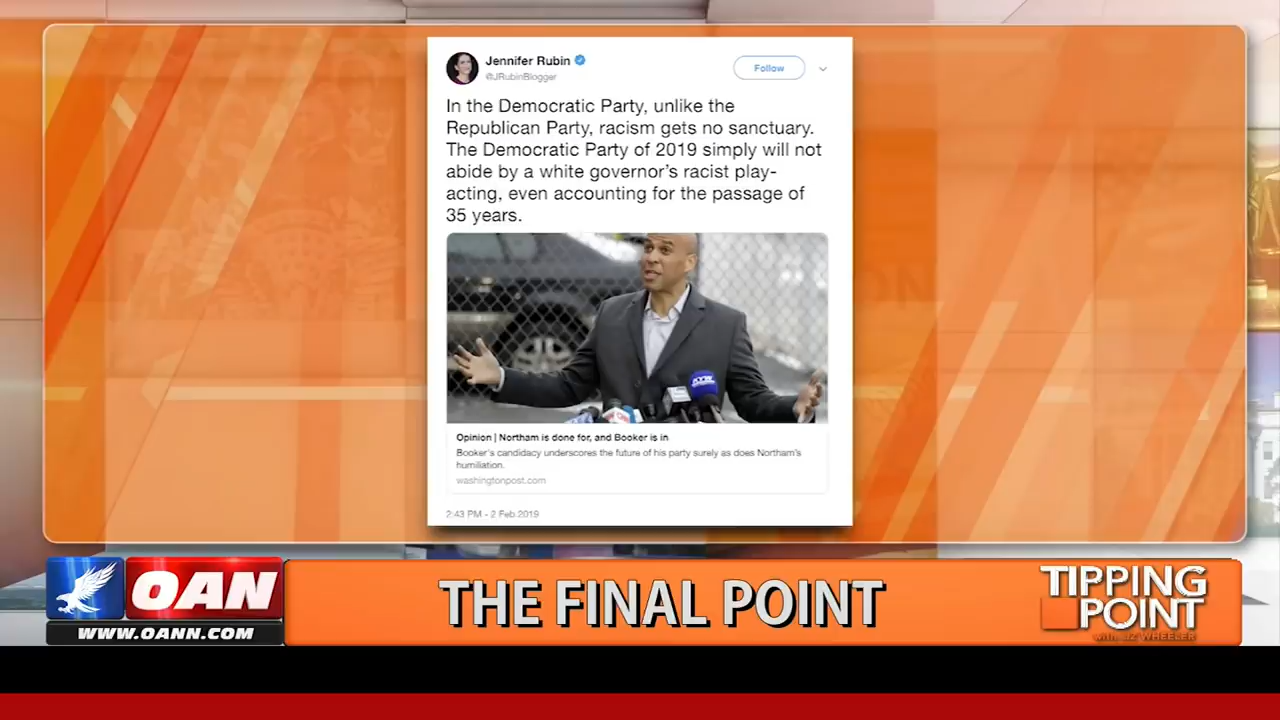 Jennifer Rubin
@JRubinBlogger
Follow
In the Democratic Party, unlike the
Republican Party, racism gets no sanctuary.
The Democratic Party of 2019 simply will not
abide by a white governor's racist play-
acting, even accounting for the passage of
35 years.
KYW
Opinion | Northam is done for, and Booker is in
Booker's candidacy underscores the future of his party surely as does Northam's
humiliation.
washingtonpost.com
2:43 PM - 2 Feb 2019
OAN
WWW.OANN.COM
THE FINAL POINT
TIPPING
POINT
with LIZ WHEELER